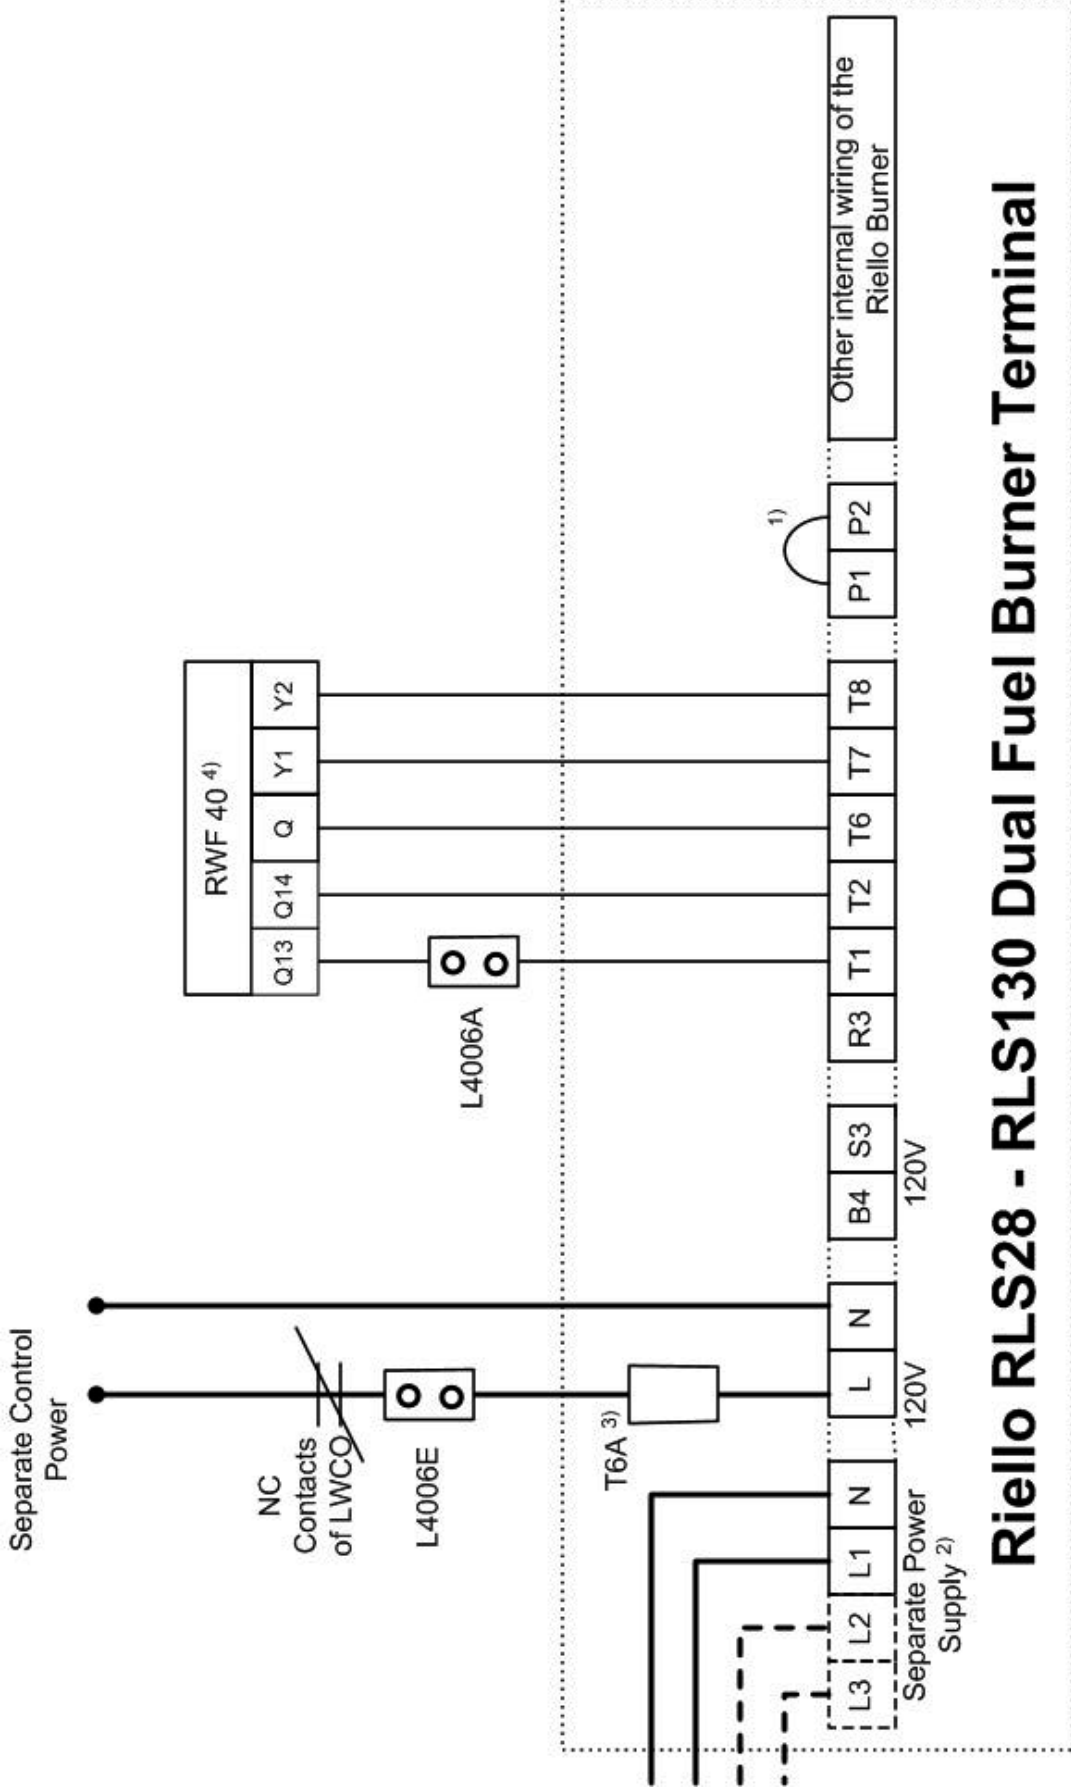 Separate Control
Power
NC
Contacts
of LWCO
L4006E
T6A 3)
RWF 40 4)
Q13
Q14
Q
Y1
Y2
L4006A
1)
L3
L2
L1
N
L
N
B4
S3
R3
T1
T2
T6
T7
T8
P1
P2
Other internal wiring of the
Riello Burner
Separate Power
Supply 2)
120V
120V
Riello RLS28 - RLS130 Dual Fuel Burner Terminal